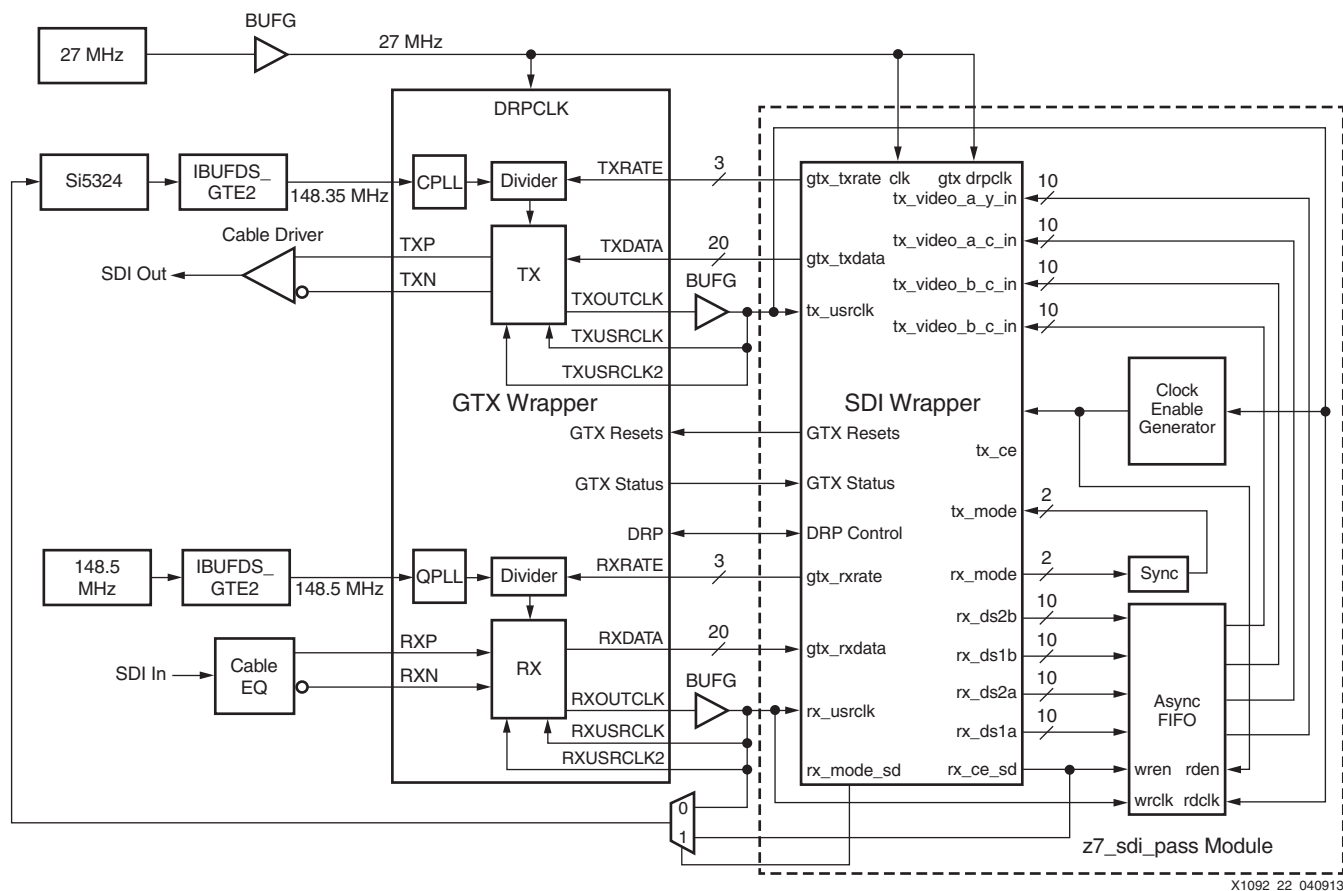 BUFG
27 MHz
27 MHz
DRPCLK
Si5324
IBUFDS_
GTE2
148.35 MHz
CPLL
Divider
TXRATE
3
gtx_txrate
clk
gtx drpclk
tx_video_a_y_in
10
Cable Driver
SDI Out
TXP
TXN
TX
TXDATA
20
gtx_txdata
tx_video_a_c_in
10
TXOUTCLK
BUFG
tx_usrclk
tx_video_b_c_in
10
tx_video_b_c_in
10
TXUSRCLK
TXUSRCLK2
GTX Wrapper
SDI Wrapper
Clock
Enable
Generator
GTX Resets
GTX Resets
tx_ce
GTX Status
GTX Status
tx_mode
2
DRP
DRP Control
148.5
MHz
IBUFDS_
GTE2
148.5 MHz
QPLL
Divider
RXRATE
3
gtx_rxrate
rx_mode
2
Sync
SDI In
Cable
EQ
RXP
RXN
RX
RXDATA
20
gtx_rxdata
rx_ds2b
10
rx_ds1b
10
rx_ds2a
10
rx_ds1a
10
Async
FIFO
RXOUTCLK
BUFG
rx_usrclk
RXUSRCLK
RXUSRCLK2
rx_mode_sd
rx_ce_sd
wren
rden
wrclk
rdclk
0
1
z7_sdi_pass Module
X1092_22_040913